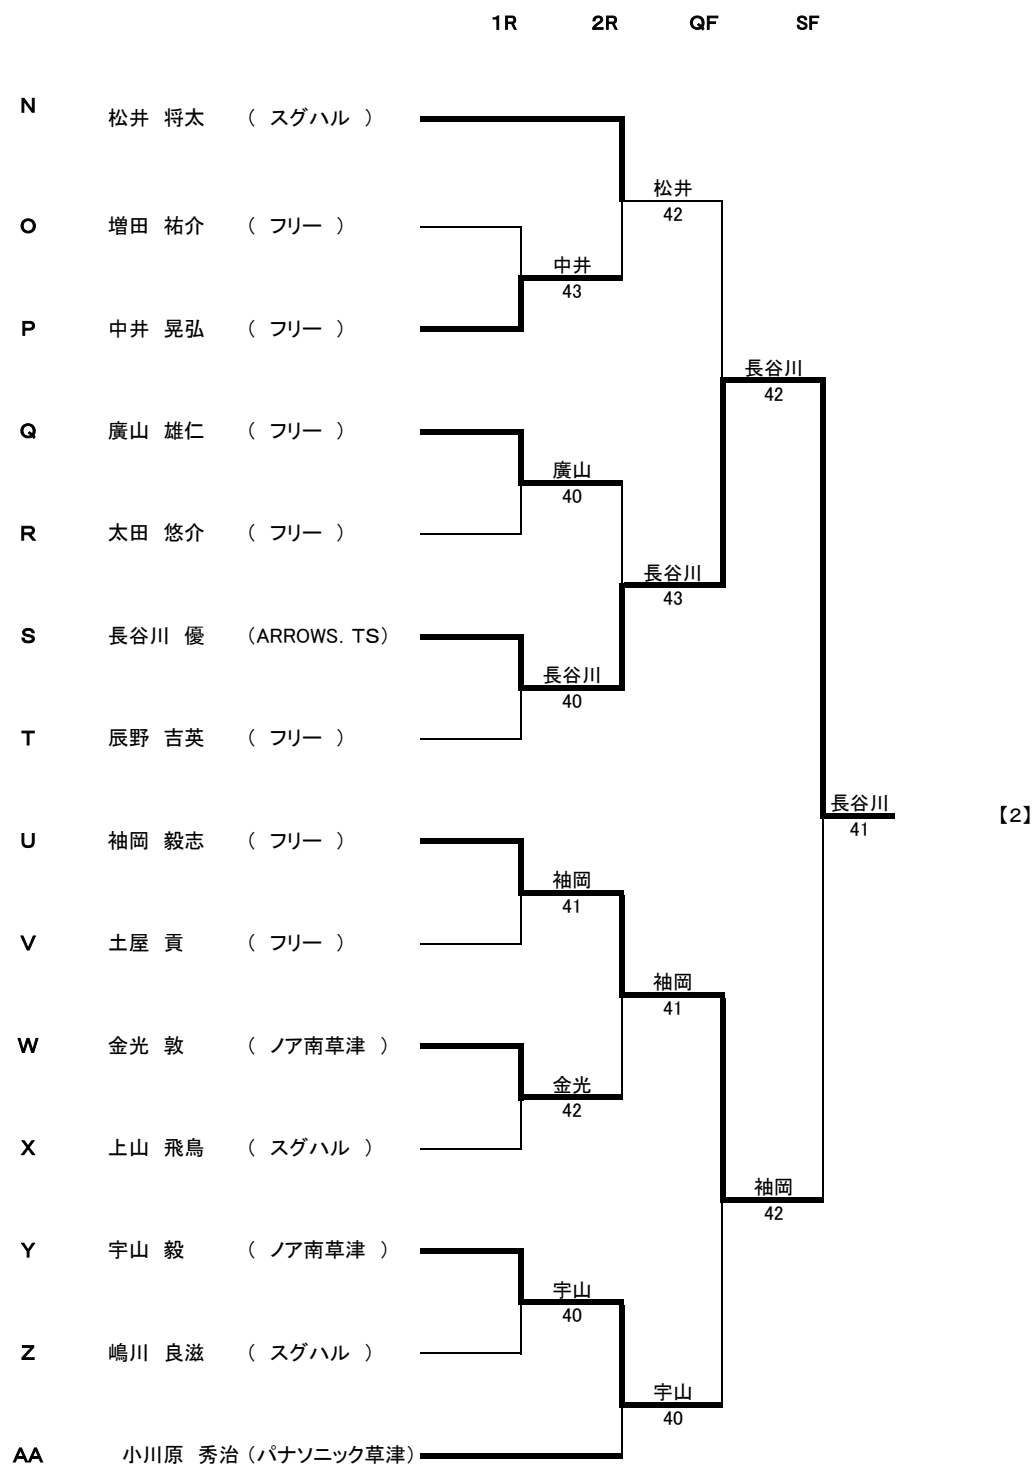 1R 2R QF SF
N 松井 将太 ( スグハル )
松井
42
O 増田 祐介 ( フリー )
中井
43
P 中井 晃弘 ( フリー )
長谷川
42
Q 廣山 雄仁 ( フリー )
廣山
40
R 太田 悠介 ( フリー )
長谷川
43
S 長谷川 優 (ARROWS. TS)
長谷川
40
T 辰野 吉英 ( フリー )
長谷川
41
【2】
U 袖岡 毅志 ( フリー )
袖岡
41
V 土屋 貢 ( フリー )
袖岡
41
W 金光 敦 ( ノア南草津 )
金光
42
X 上山 飛鳥 ( スグハル )
袖岡
42
Y 宇山 毅 ( ノア南草津 )
宇山
40
Z 嶋川 良滋 ( スグハル )
宇山
40
AA 小川原 秀治 (パナソニック草津)